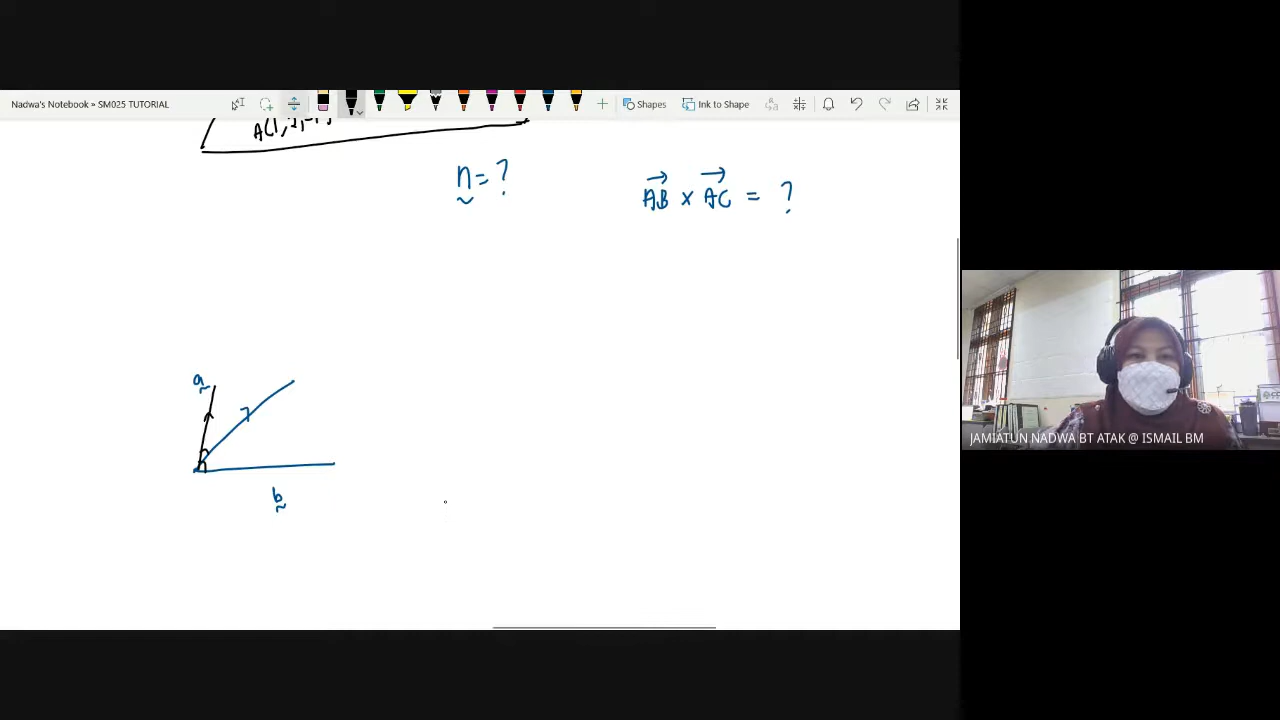 Nadwa's Notebook » SM025 TUTORIAL
Shapes
Ink to Shape
n = ?
AB × AC = ?
a
b
JAMIATUN NADWA BT ATAK @ ISMAIL BM